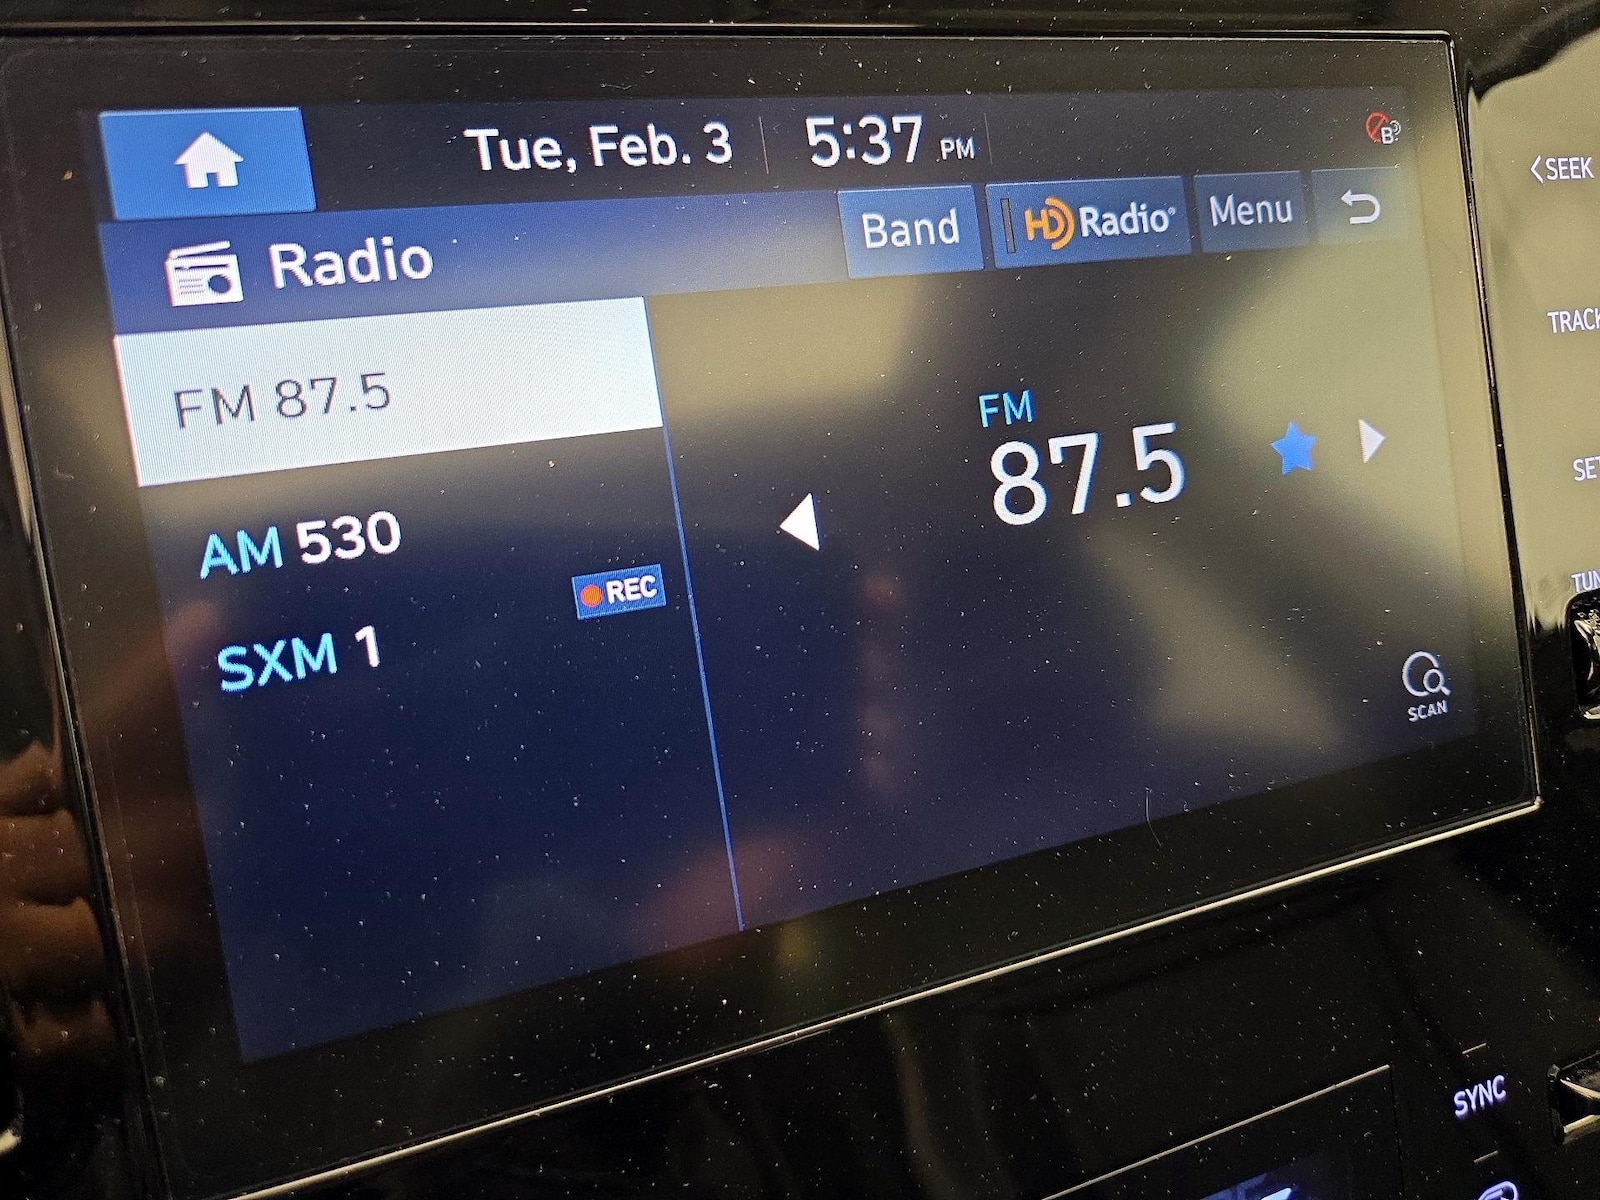 Tue, Feb. 3 5:37 PM
B
Radio
Band
HD Radio®
Menu
FM 87.5
AM 530
REC
SXM 1
FM
87.5
SCAN
SEEK
SYNC